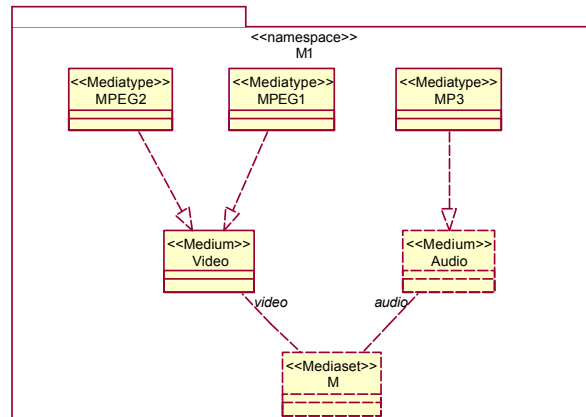 <<namespace>>
M1
<<Mediatype>>
MPEG2
<<Mediatype>>
MPEG1
<<Mediatype>>
MP3
<<Medium>>
Video
<<Medium>>
Audio
video
audio
<<Mediaset>>
M